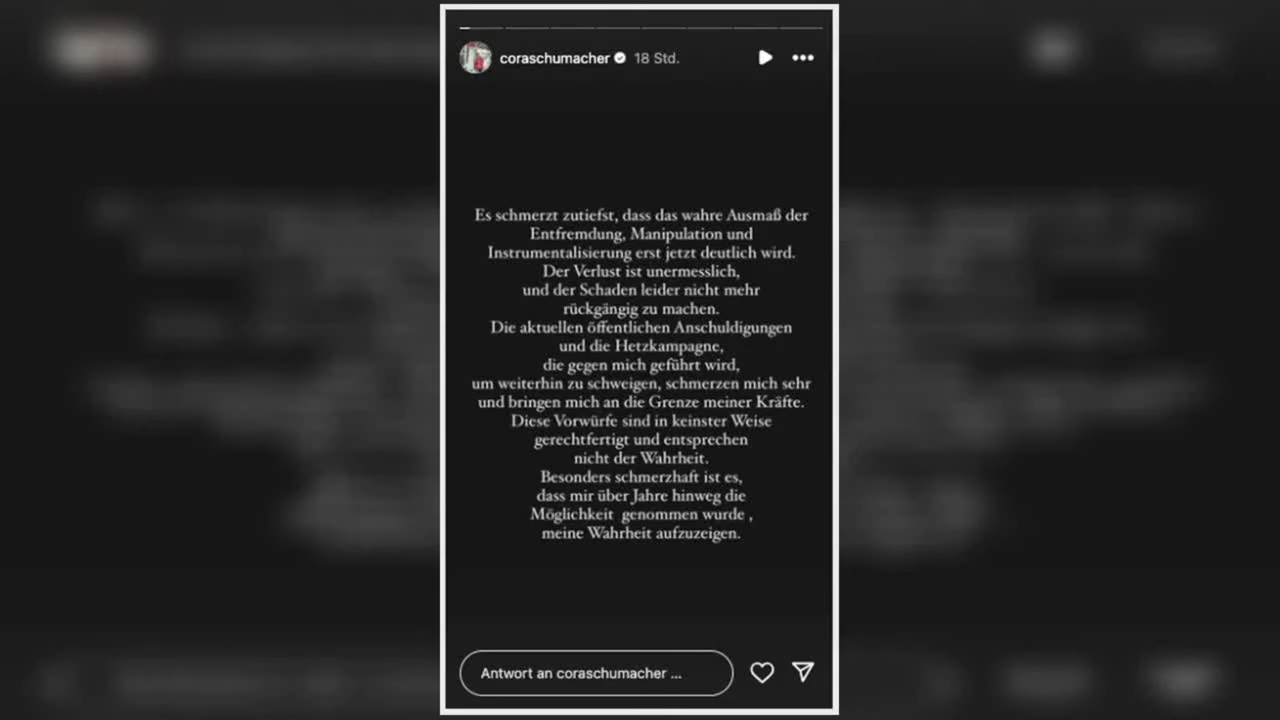 coraschumacher 18 Std.
Es schmerzt zutiefst, dass das wahre Ausmaß der
Entfremdung, Manipulation und
Instrumentalisierung erst jetzt deutlich wird.
Der Verlust ist unermesslich,
und der Schaden leider nicht mehr
rückgängig zu machen.
Die aktuellen öffentlichen Anschuldigungen
und die Hetzkampagne,
die gegen mich geführt wird,
um weiterhin zu schweigen, schmerzen mich sehr
und bringen mich an die Grenze meiner Kräfte.
Diese Vorwürfe sind in keinster Weise
gerechtfertigt und entsprechen
nicht der Wahrheit.
Besonders schmerzhaft ist es,
dass mir über Jahre hinweg die
Möglichkeit genommen wurde ,
meine Wahrheit aufzuzeigen.
Antwort an coraschumacher ...